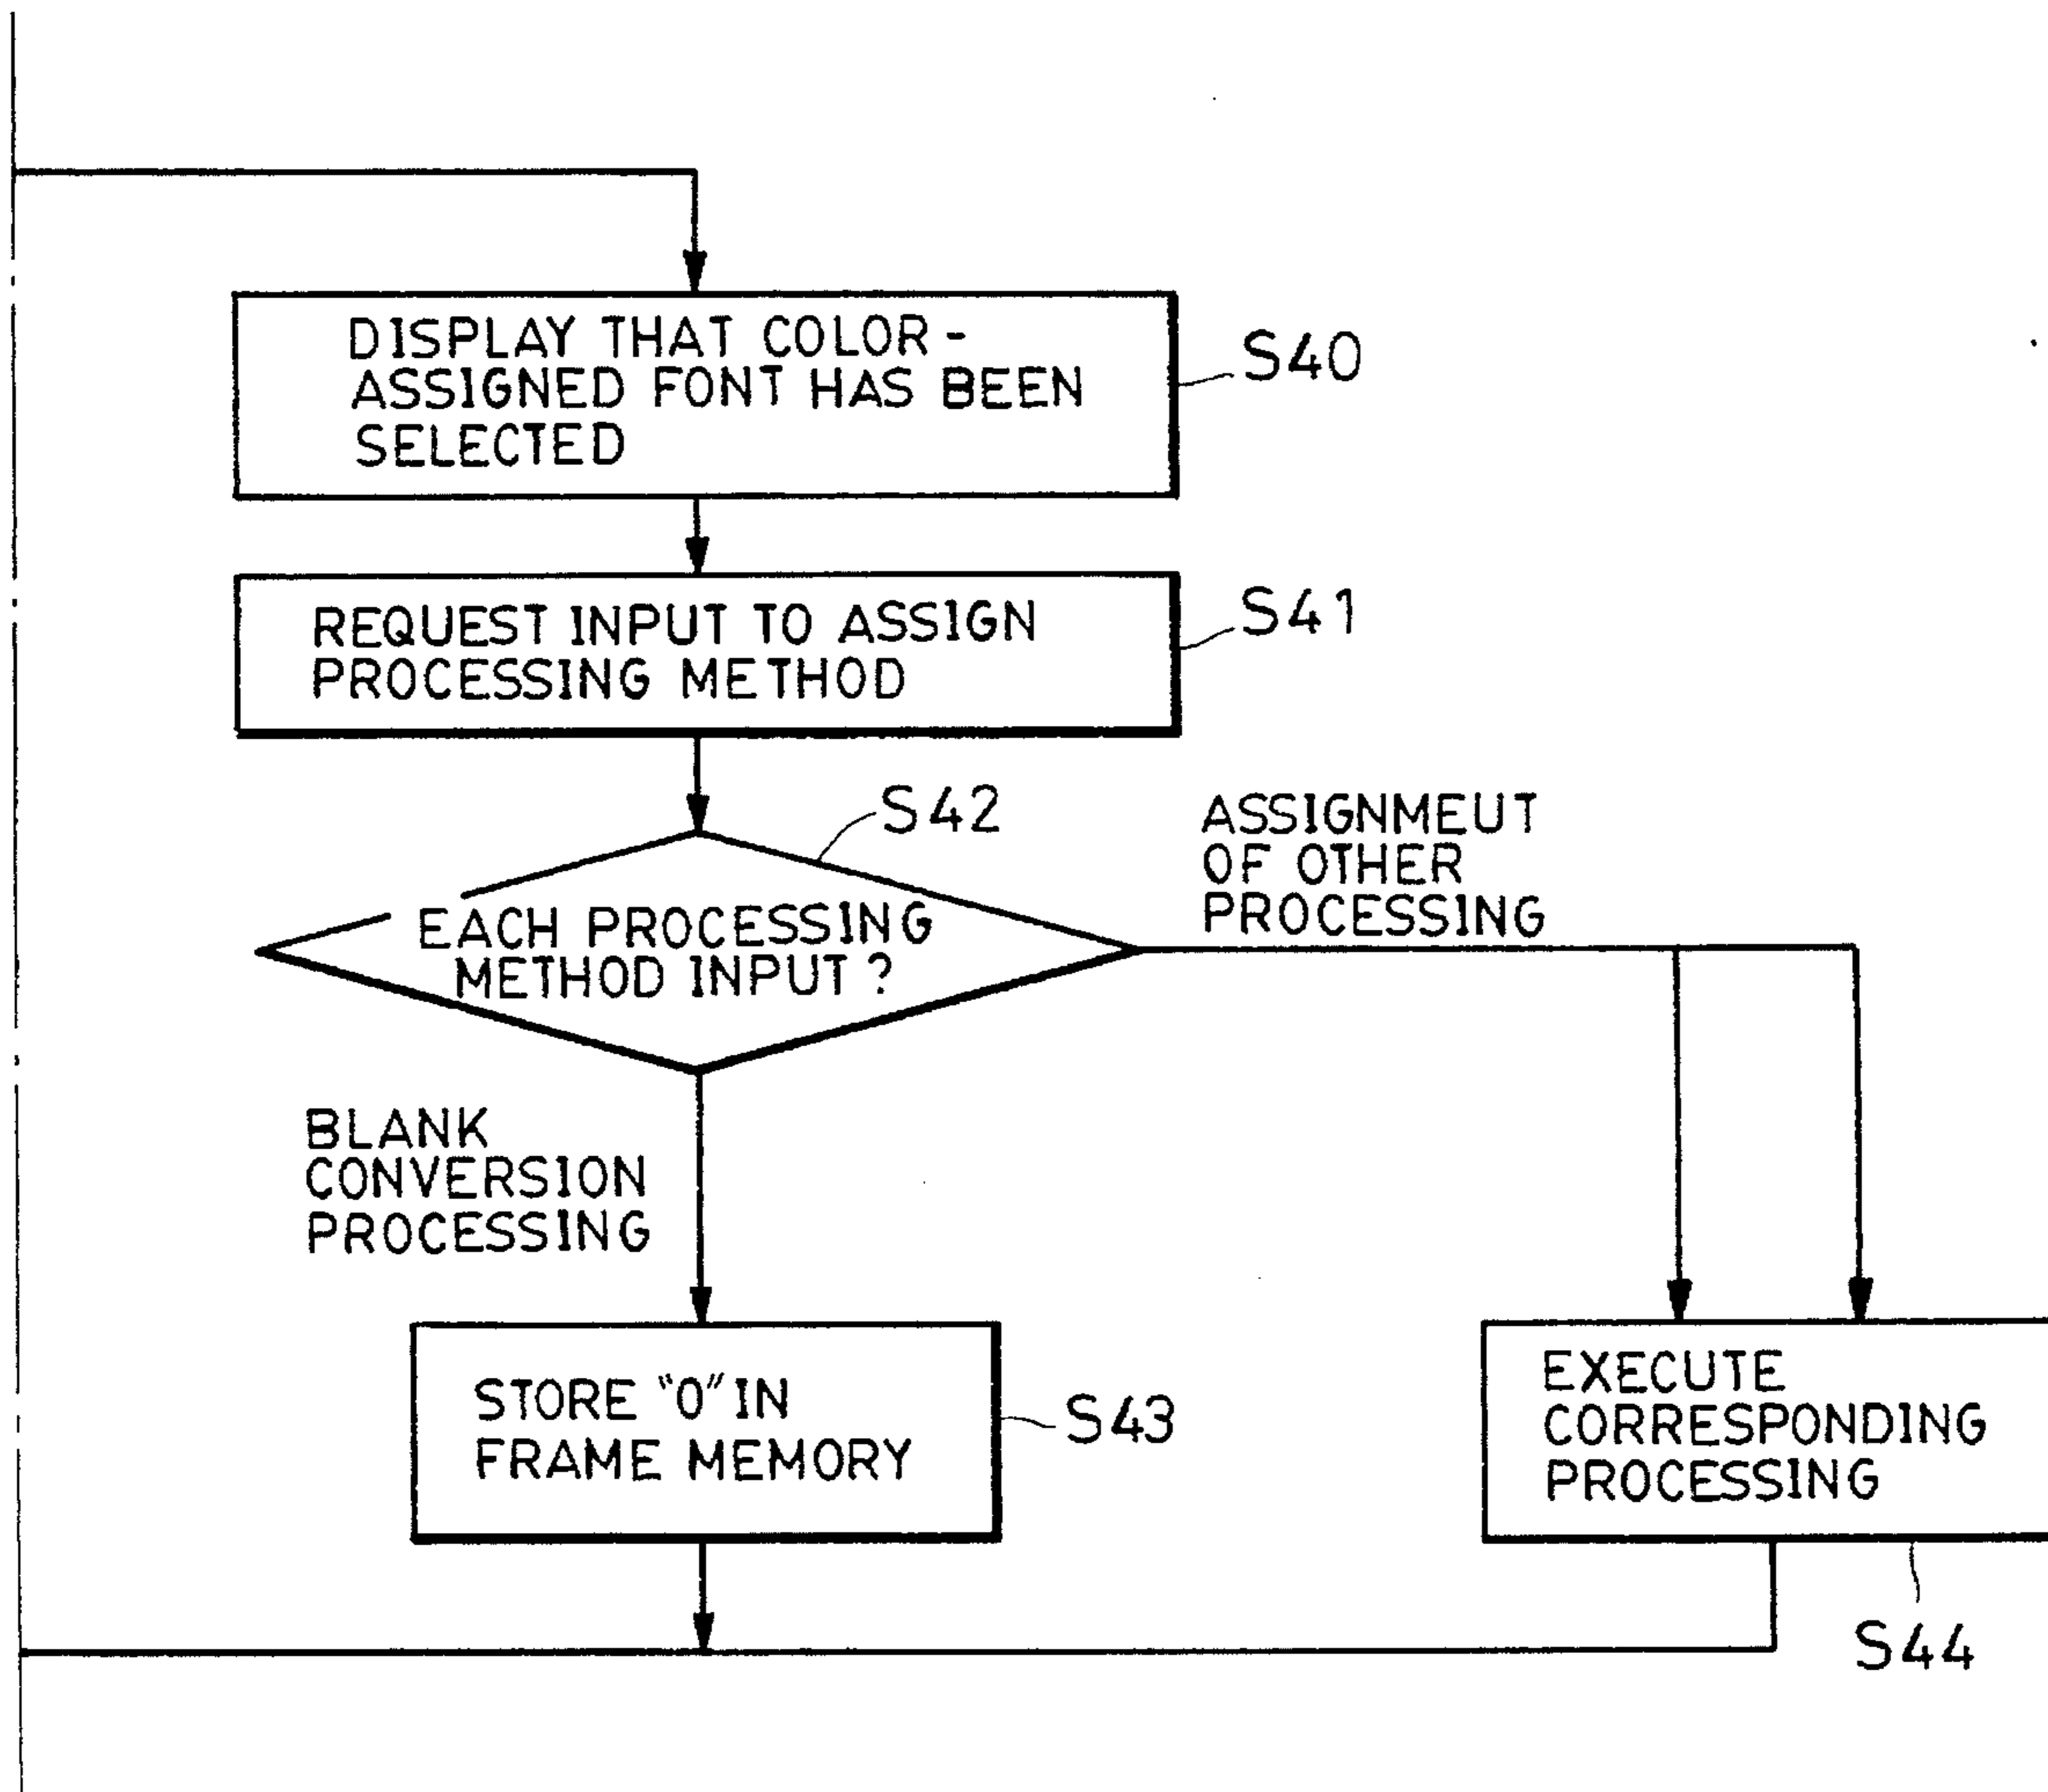 DISPLAY THAT COLOR-
ASSIGNED FONT HAS BEEN
SELECTED
S40
REQUEST INPUT TO ASSIGN
PROCESSING METHOD
S41
S42
EACH PROCESSING
METHOD INPUT?
ASSIGNMEUT
OF OTHER
PROCESSING
BLANK
CONVERSION
PROCESSING
STORE "0" IN
FRAME MEMORY
S43
EXECUTE
CORRESPONDING
PROCESSING
S44